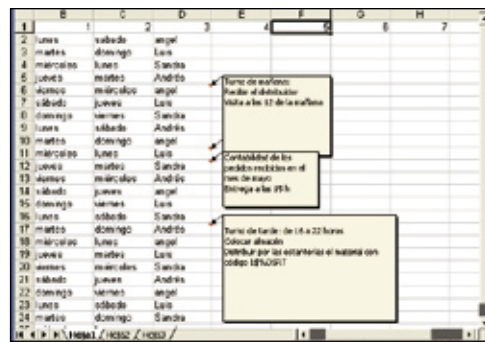 B C D E F G H
1 1 2 3 4 5 6 7
2 lunes sabado angel
3 martes domingo Luis
4 miércoles lunes Sandra
5 jueves martes Andrés
6 viernes miércoles angel
7 sábado jueves Luis
8 domingo viernes Sandra
9 lunes sábado Andrés
10 martes domingo angel
11 miércoles lunes Luis
12 jueves martes Sandra
13 viernes miércoles Andrés
14 sábado jueves angel
15 domingo viernes Luis
16 lunes sábado Sandra
17 martes domingo Andrés
18 miércoles lunes angel
19 jueves martes Luis
20 viernes miércoles Sandra
21 sábado jueves Andrés
22 domingo viernes angel
23 lunes sábado Luis
24 martes domingo Sandra
Turno de mañanas:
Recibir al distribuidor
Visita a las 12 de la mañana
Contabilidad de los
pedidos recibidos en el
mes de mayo
Entrega a las 15 h
Turno de tarde: de 16 a 22 horas
Colocar almacén
Distribuir por las estanterías el material con
código
Hoja1 / Hoja2 / Hoja3